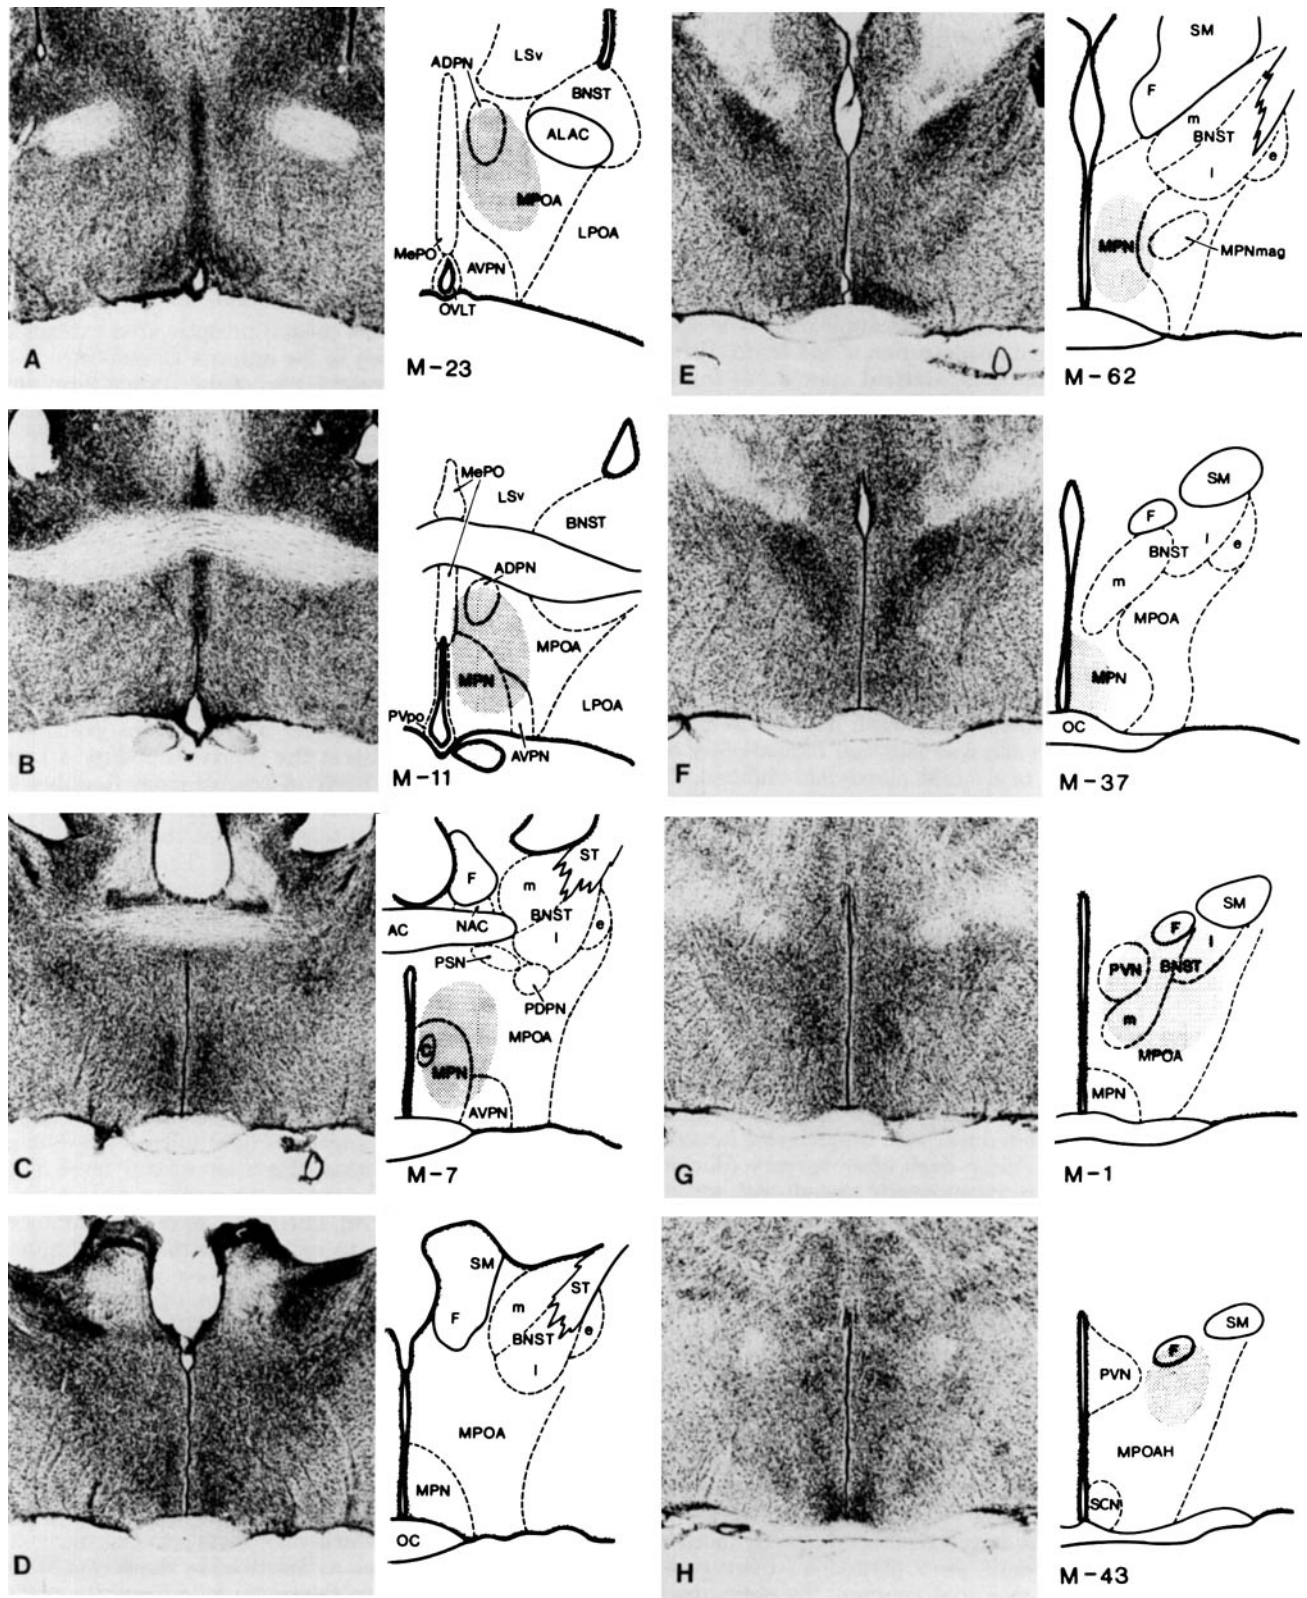 A
ADPN
LSv
BNST
ALAC
MPOA
LPOA
MePO
AVPN
OVLT
M-23
B
MePO
LSv
BNST
ADPN
MPOA
MPN
LPOA
PVpo
AVPN
M-11
C
F
ST
m
BNST
AC
NAC
e
l
PSN
PDPN
MPOA
C
MPN
AVPN
M-7
D
SM
ST
m
F
BNST
e
l
MPOA
MPN
OC
E
SM
F
m
BNST
e
l
MPN
MPNmag
M-62
F
SM
F
l
BNST
e
m
MPOA
MPN
OC
M-37
G
SM
F
l
PVN
BNST
m
MPOA
MPN
M-1
H
SM
F
PVN
MPOAH
SCN
M-43